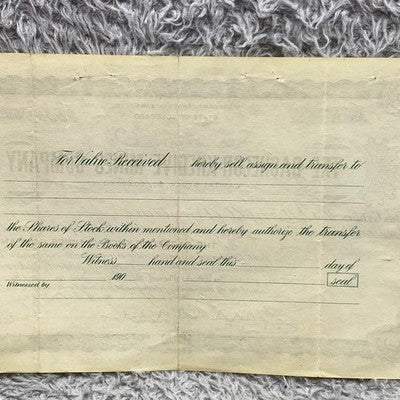 For Value Received hereby sell, assign and transfer to
the Shares of Stock within mentioned and hereby authorize the transfer
of the same on the Books of the Company
Witness hand and seal this day of
190
Witnessed by seal